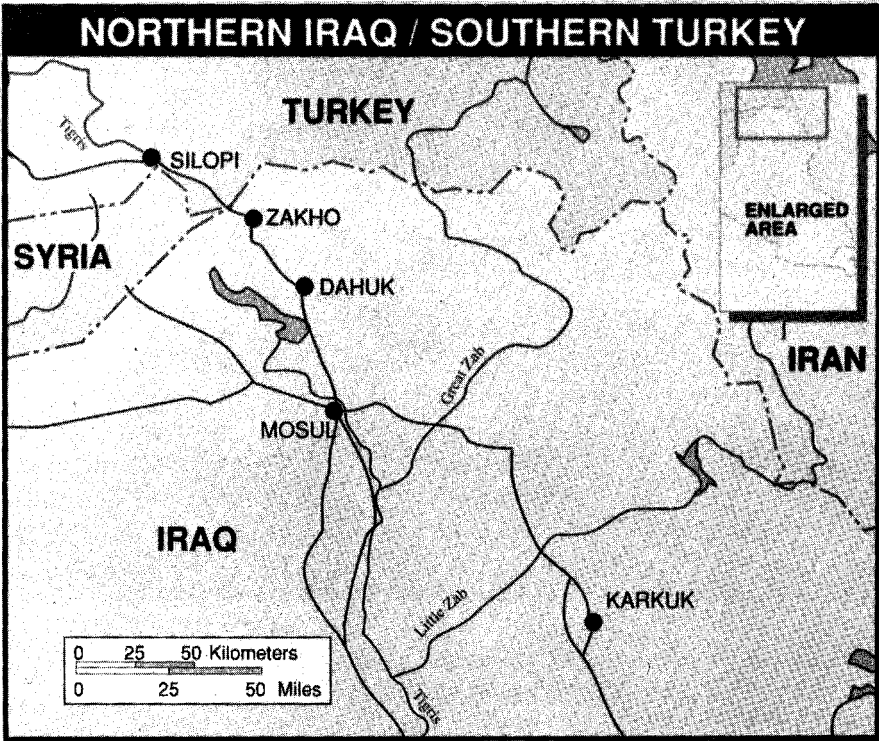 NORTHERN IRAQ / SOUTHERN TURKEY
TURKEY
Tigris
SILOPI
ZAKHO
ENLARGED
AREA
SYRIA
DAHUK
IRAN
Great Zab
MOSUL
IRAQ
KARKUK
Little Zab
0 25 50 Kilometers
0 25 50 Miles
Tigris